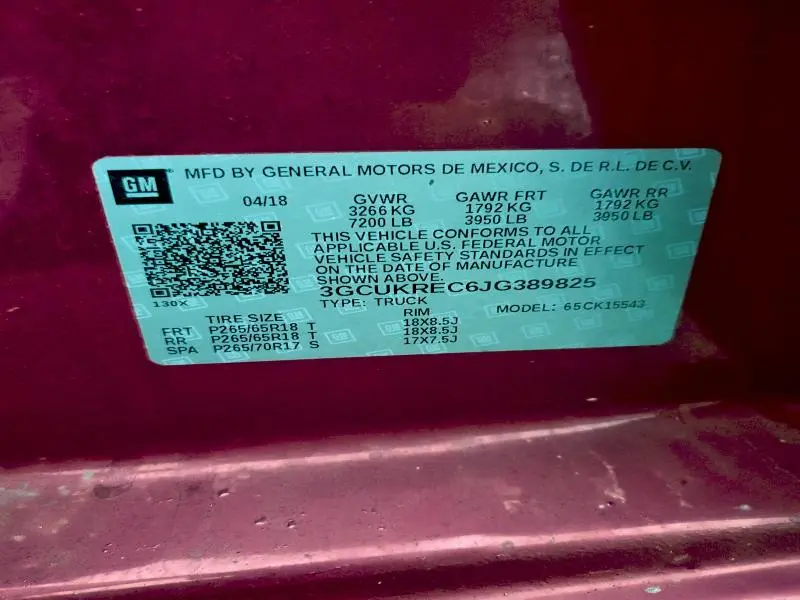 GM MFD BY GENERAL MOTORS DE MEXICO, S. DE R.L. DE C.V.
04/18 GVWR GAWR FRT GAWR RR
3266 KG 1792 KG 1792 KG
7200 LB 3950 LB 3950 LB
THIS VEHICLE CONFORMS TO ALL
APPLICABLE U.S. FEDERAL MOTOR
VEHICLE SAFETY STANDARDS IN EFFECT
ON THE DATE OF MANUFACTURE
SHOWN ABOVE.
3GCUKREC6JG389825
130X
TYPE: TRUCK MODEL: 65CK15543
TIRE SIZE RIM
FRT P265/65R18 T 18X8.5J
RR P265/65R18 T 18X8.5J
SPA P265/70R17 S 17X7.5J